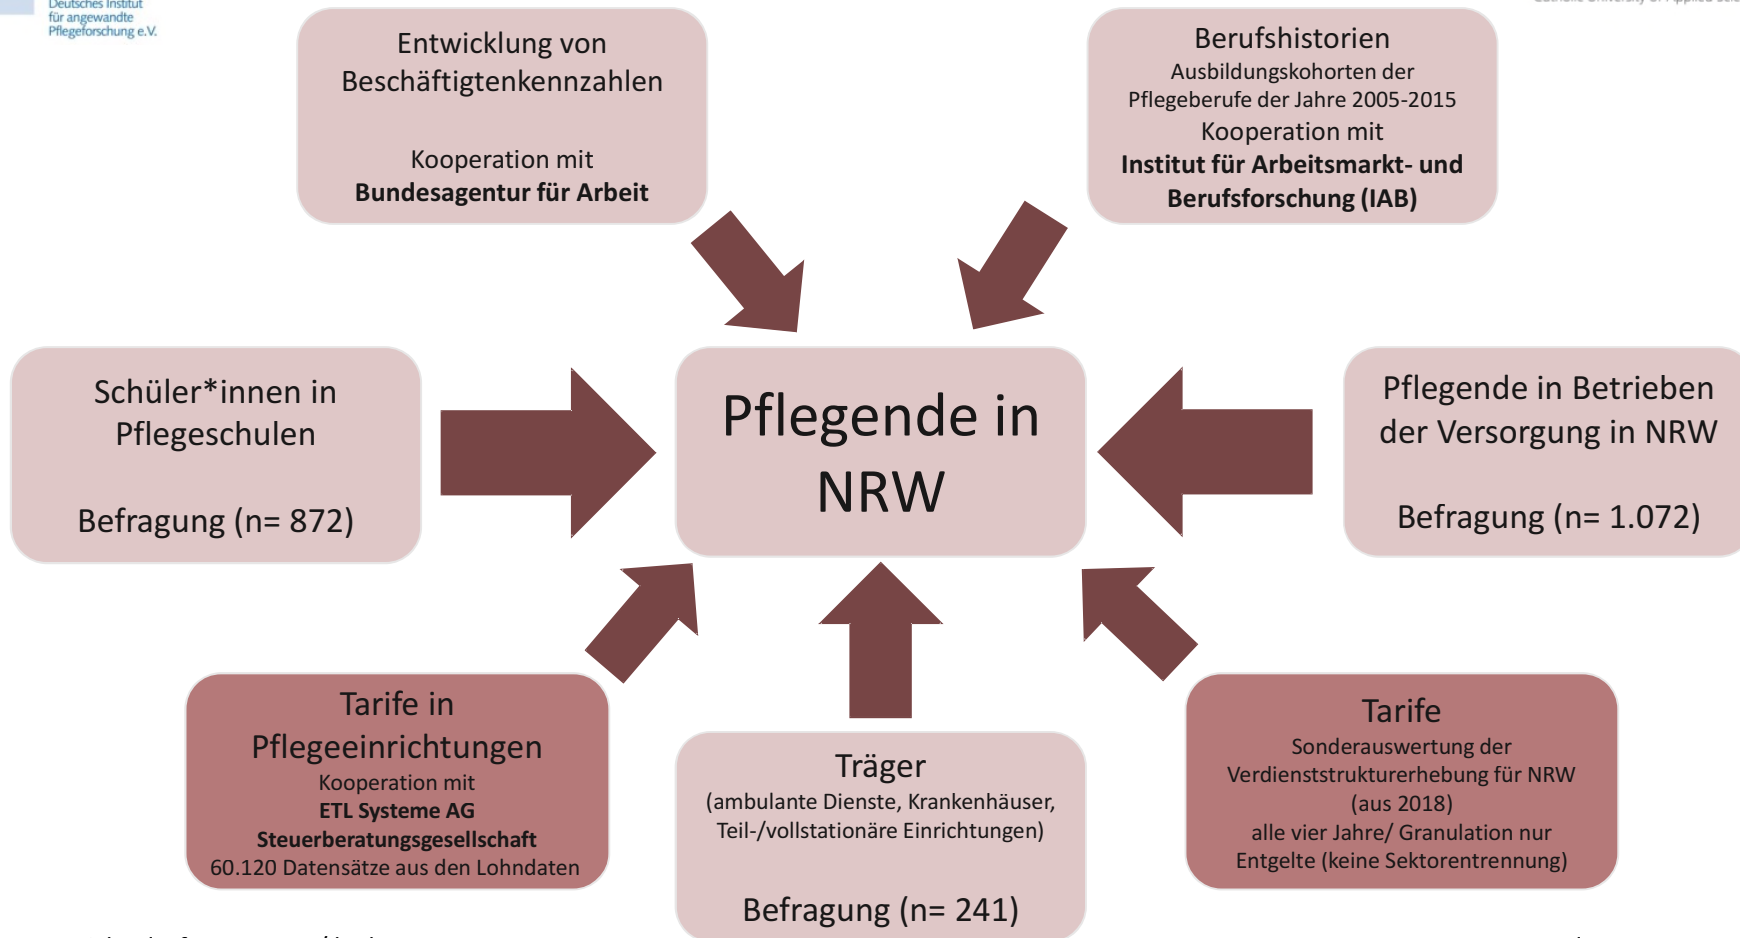 Deutsches Institut
für angewandte
Pflegeforschung e.V.
Entwicklung von
Beschäftigtenkennzahlen
Kooperation mit
Bundesagentur für Arbeit
Berufshistorien
Ausbildungskohorten der
Pflegeberufe der Jahre 2005-2015
Kooperation mit
Institut für Arbeitsmarkt- und
Berufsforschung (IAB)
Schüler*innen in
Pflegeschulen
Befragung (n= 872)
Pflegende in
NRW
Pflegende in Betrieben
der Versorgung in NRW
Befragung (n= 1.072)
Tarife in
Pflegeeinrichtungen
Kooperation mit
ETL Systeme AG
Steuerberatungsgesellschaft
60.120 Datensätze aus den Lohndaten
Träger
(ambulante Dienste, Krankenhäuser,
Teil-/vollstationäre Einrichtungen)
Befragung (n= 241)
Tarife
Sonderauswertung der
Verdienststrukturerhebung für NRW
(aus 2018)
alle vier Jahre/ Granulation nur
Entgelte (keine Sektorentrennung)